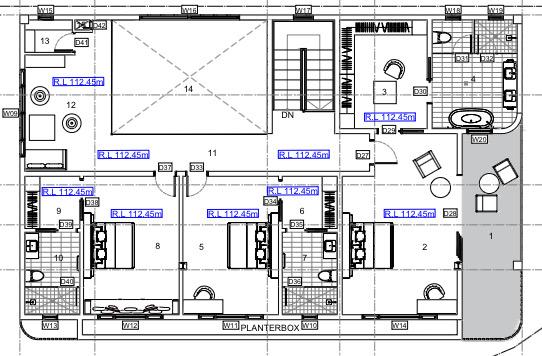 W15 W16 W17 W18 W19
D42
13 D41
D31 D32
R.L 112.45m
14
3 D30
4
W09 12
DN
R.L 112.45m
D29
W20
R.L 112.45m 11 R.L 112.45m D27
D37 D33
R.L 112.45m R.L 112.45m
D38 R.L 112.45m R.L 112.45m D34 R.L 112.45m D28
9 6
D39 D35
1
10 8 5 7 2
D40 D36
W13 W12 W11 PLANTERBOX W10 W14